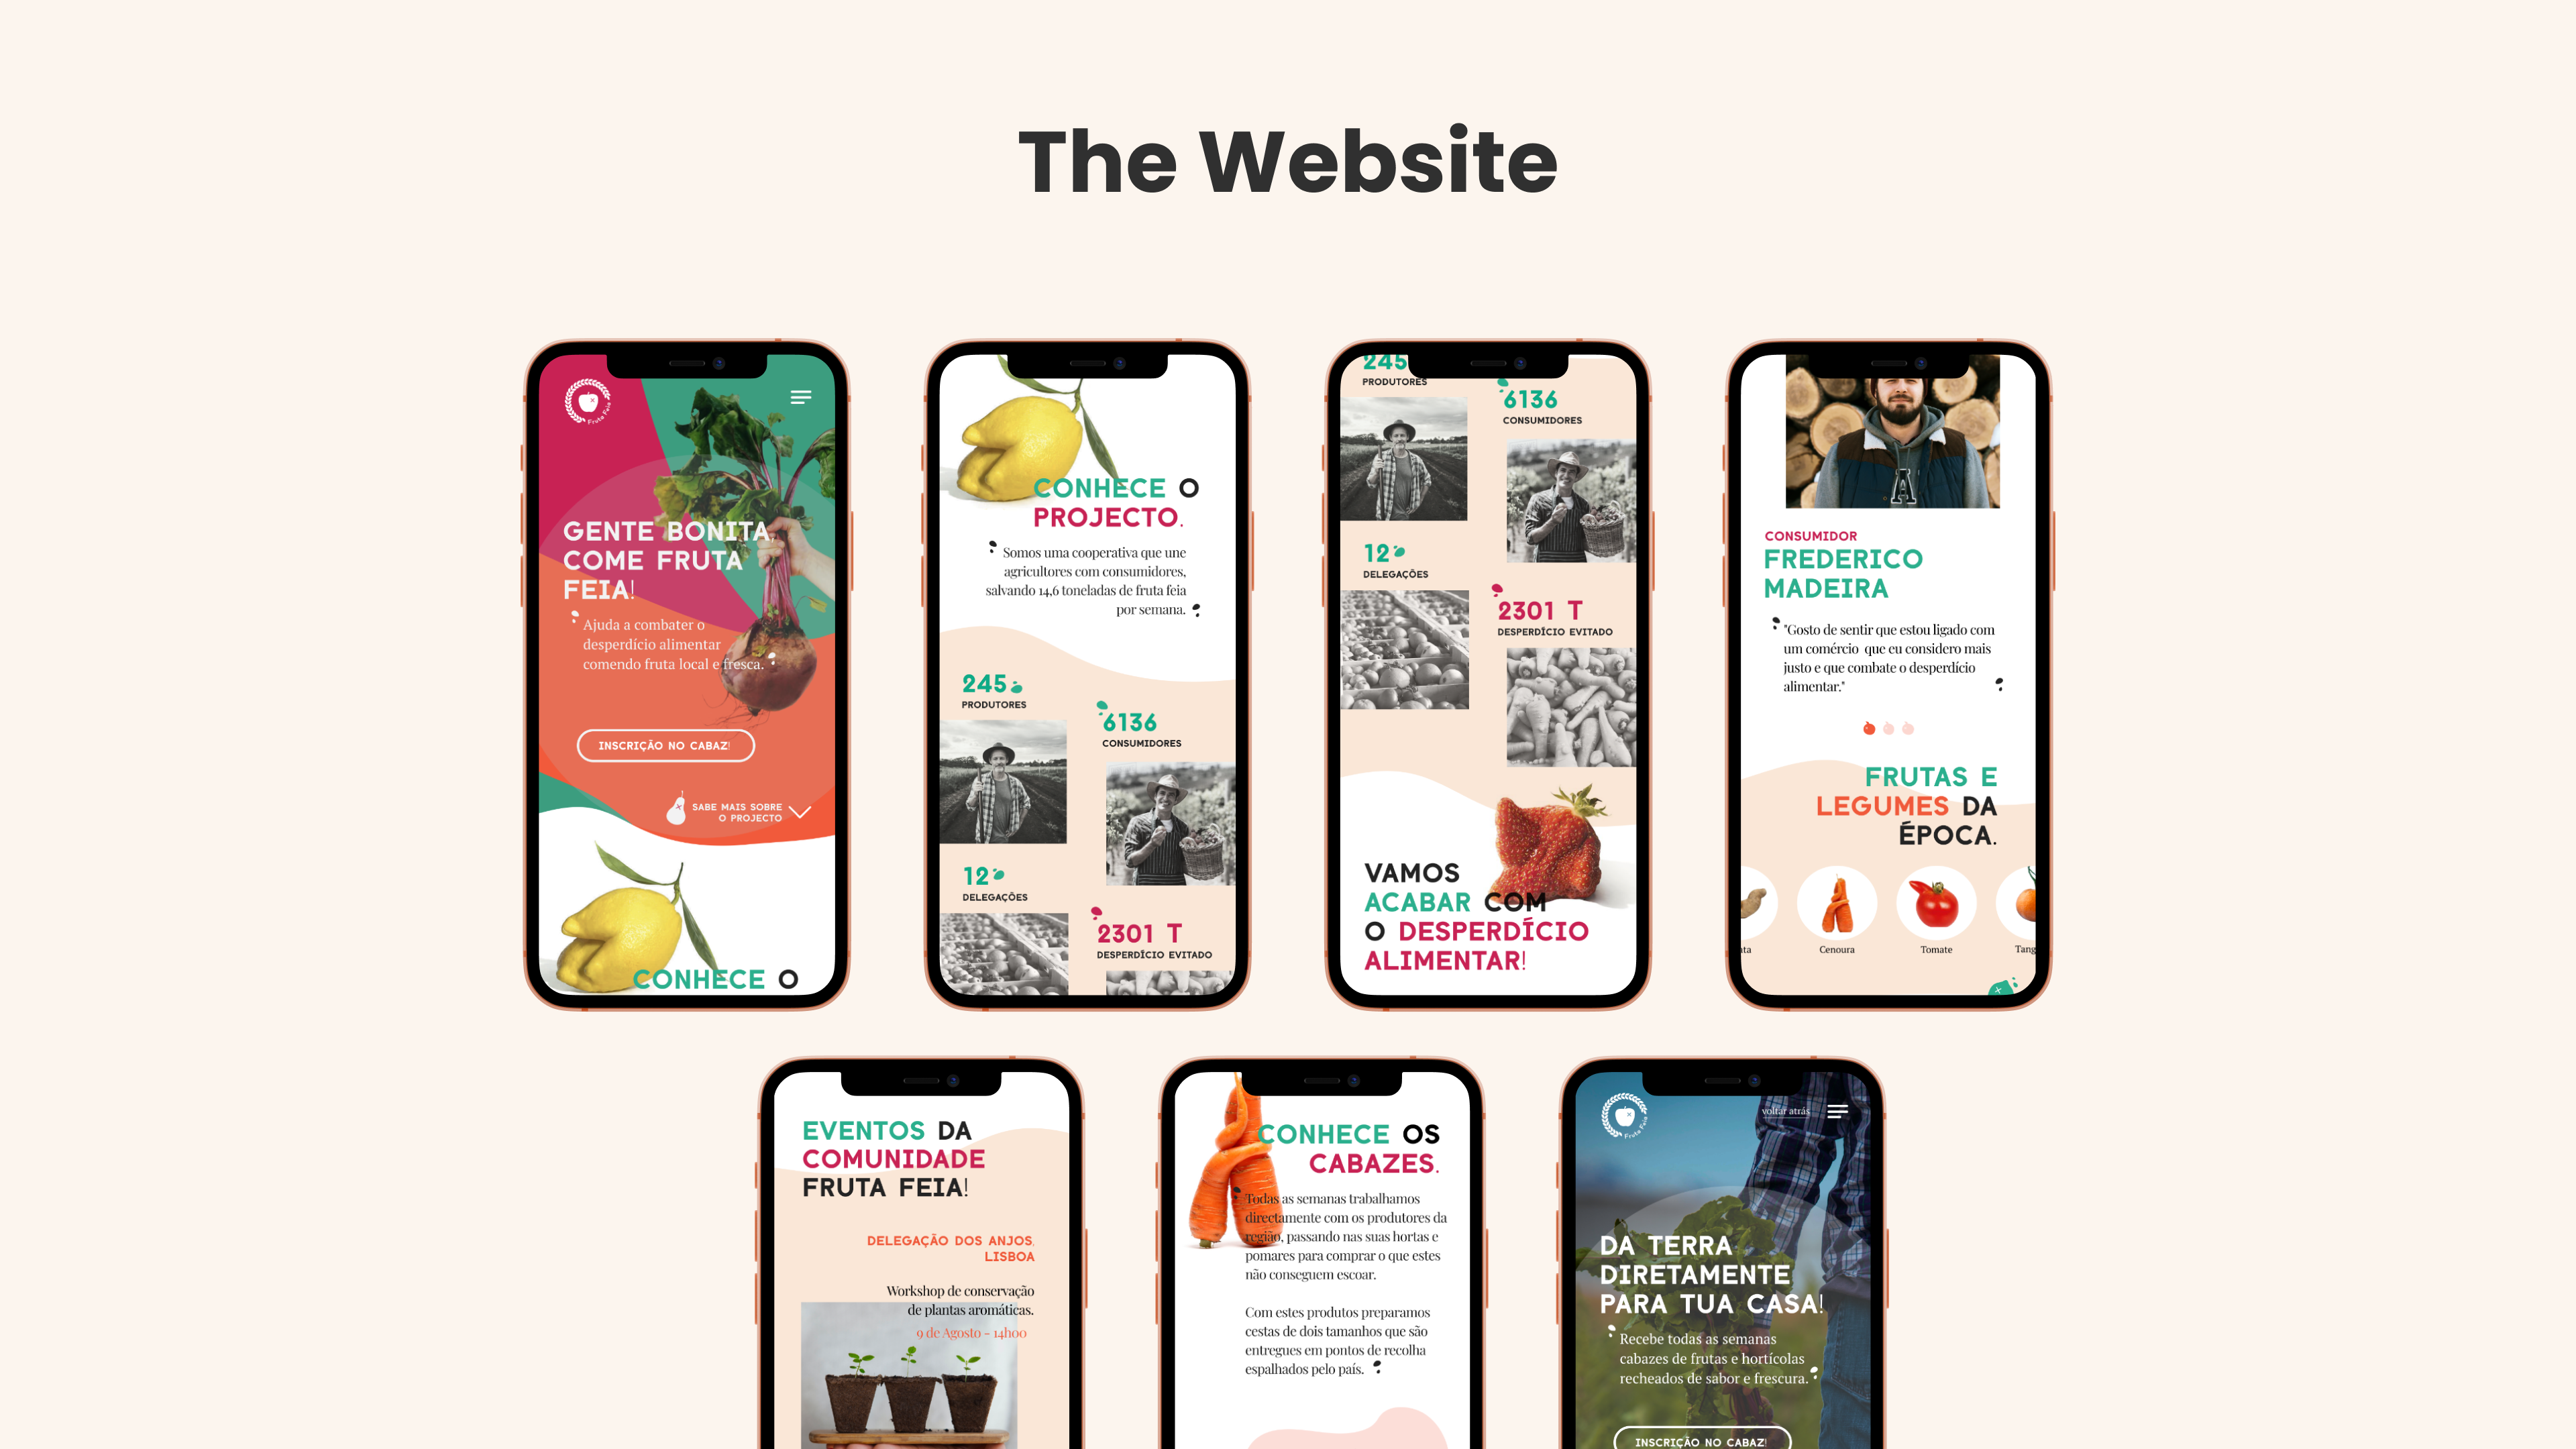 The Website
Fruta Feia
GENTE BONITA,
COME FRUTA
FEIA!
Ajuda a combater o
desperdício alimentar
comendo fruta local e fresca.
INSCRIÇÃO NO CABAZ!
SABE MAIS SOBRE
O PROJECTO
CONHECE O
CONHECE O
PROJECTO.
Somos uma cooperativa que une
agricultores com consumidores,
salvando 14,6 toneladas de fruta feia
por semana.
245
PRODUTORES
6136
CONSUMIDORES
12
DELEGAÇÕES
2301 T
DESPERDÍCIO EVITADO
245
PRODUTORES
6136
CONSUMIDORES
12
DELEGAÇÕES
2301 T
DESPERDÍCIO EVITADO
VAMOS
ACABAR COM
O DESPERDÍCIO
ALIMENTAR!
A
CONSUMIDOR
FREDERICO
MADEIRA
"Gosto de sentir que estou ligado com
um comércio que eu considero mais
justo e que combate o desperdício
alimentar."
FRUTAS E
LEGUMES DA
ÉPOCA.
ata
Cenoura
Tomate
Tang
EVENTOS DA
COMUNIDADE
FRUTA FEIA!
DELEGAÇÃO DOS ANJOS,
LISBOA
Workshop de conservação
de plantas aromáticas.
9 de Agosto - 14h00
CONHECE OS
CABAZES.
Todas as semanas trabalhamos
directamente com os produtores da
região, passando nas suas hortas e
pomares para comprar o que estes
não conseguem escoar.
Com estes produtos preparamos
cestas de dois tamanhos que são
entregues em pontos de recolha
espalhados pelo país.
Fruta Feia
voltar atrás
DA TERRA
DIRETAMENTE
PARA TUA CASA!
Recebe todas as semanas
cabazes de frutas e hortícolas
recheados de sabor e frescura.
INSCRIÇÃO NO CABAZ!